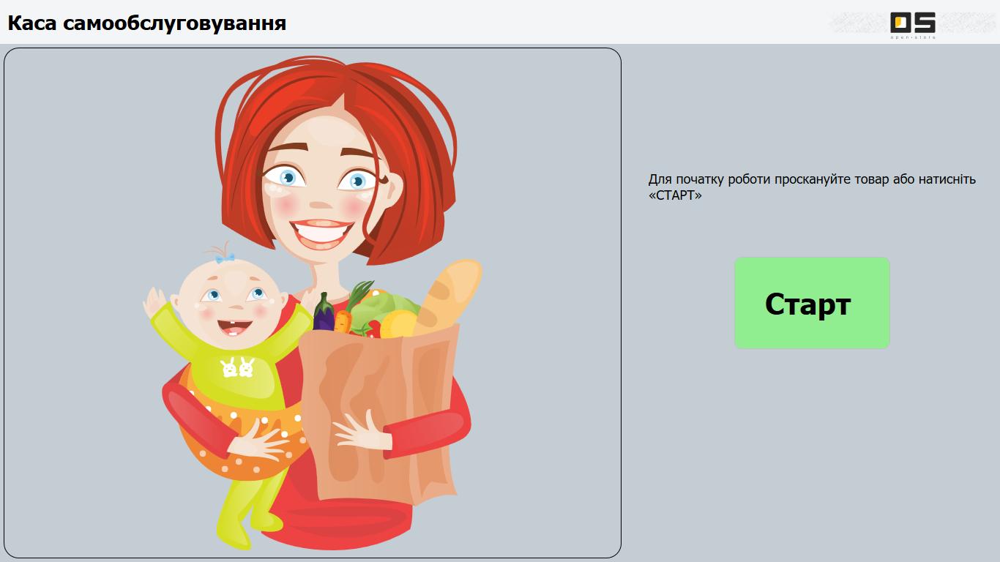 Каса самообслуговування
OS
open-store
Для початку роботи проскануйте товар або натисніть
«СТАРТ»
Старт